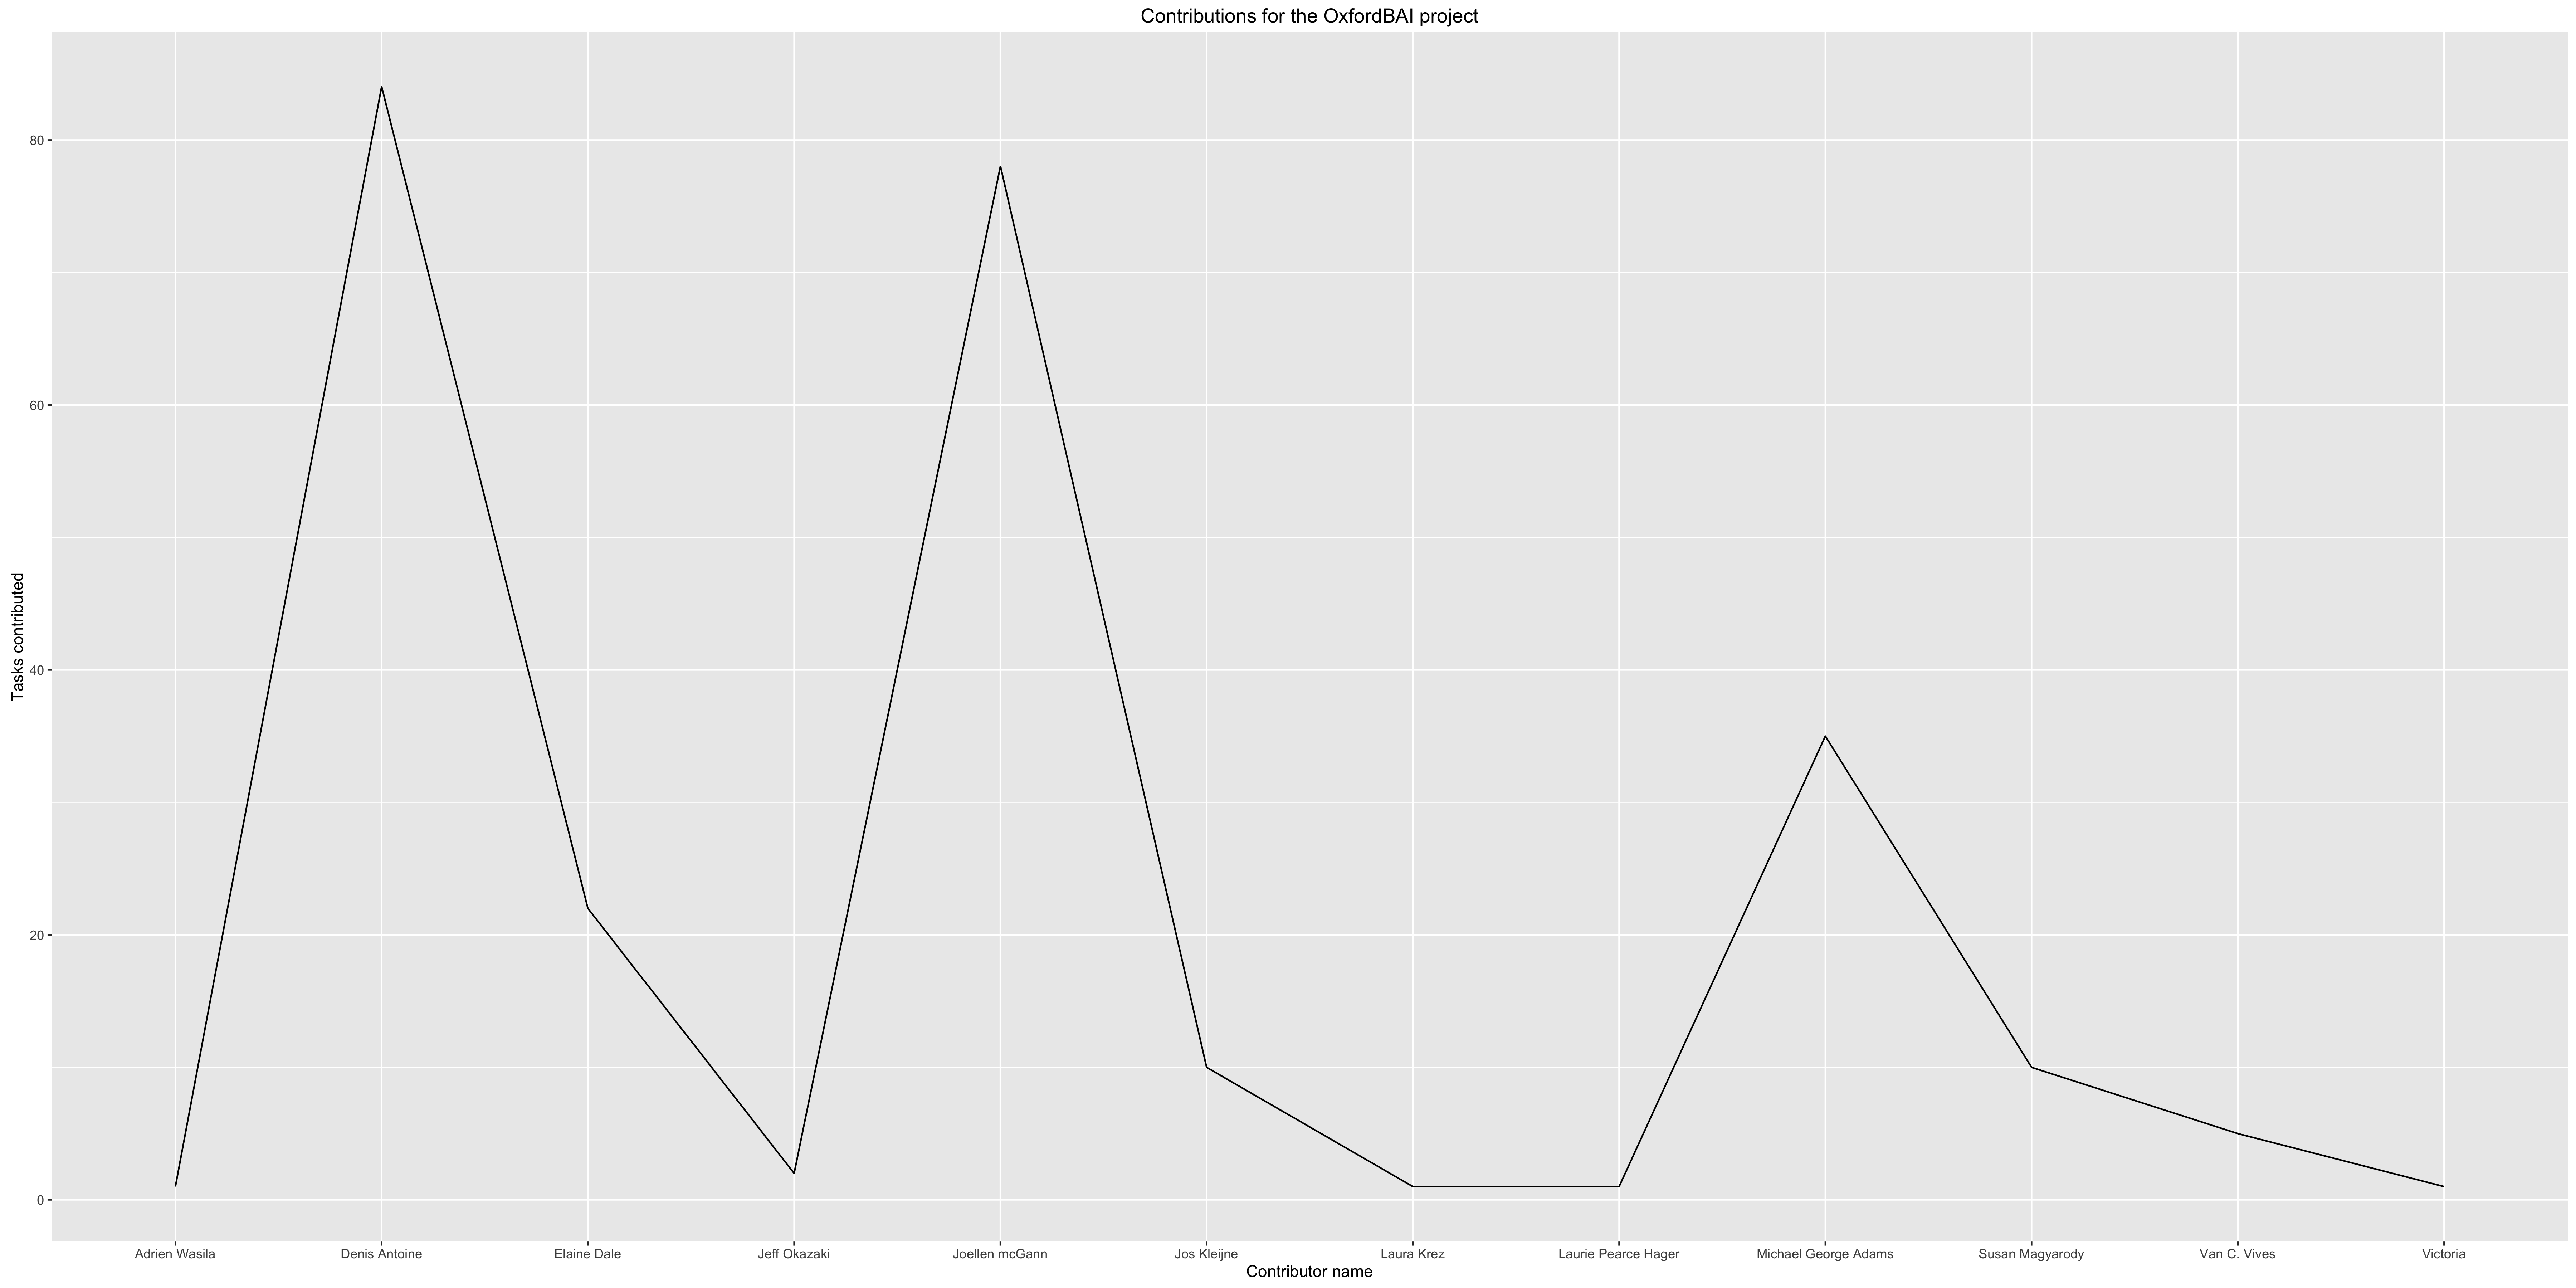 Contributions for the OxfordBAI project
Tasks contributed
80
60
40
20
0
Adrien Wasila
Denis Antoine
Elaine Dale
Jeff Okazaki
Joellen mcGann
Jos Kleijne
Laura Krez
Laurie Pearce Hager
Michael George Adams
Susan Magyarody
Van C. Vives
Victoria
Contributor name